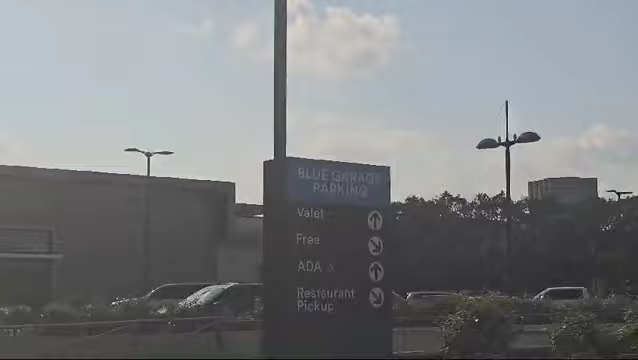 BLUE GARAGE
PARKING
Valet
Free
ADA
Restaurant
Pickup